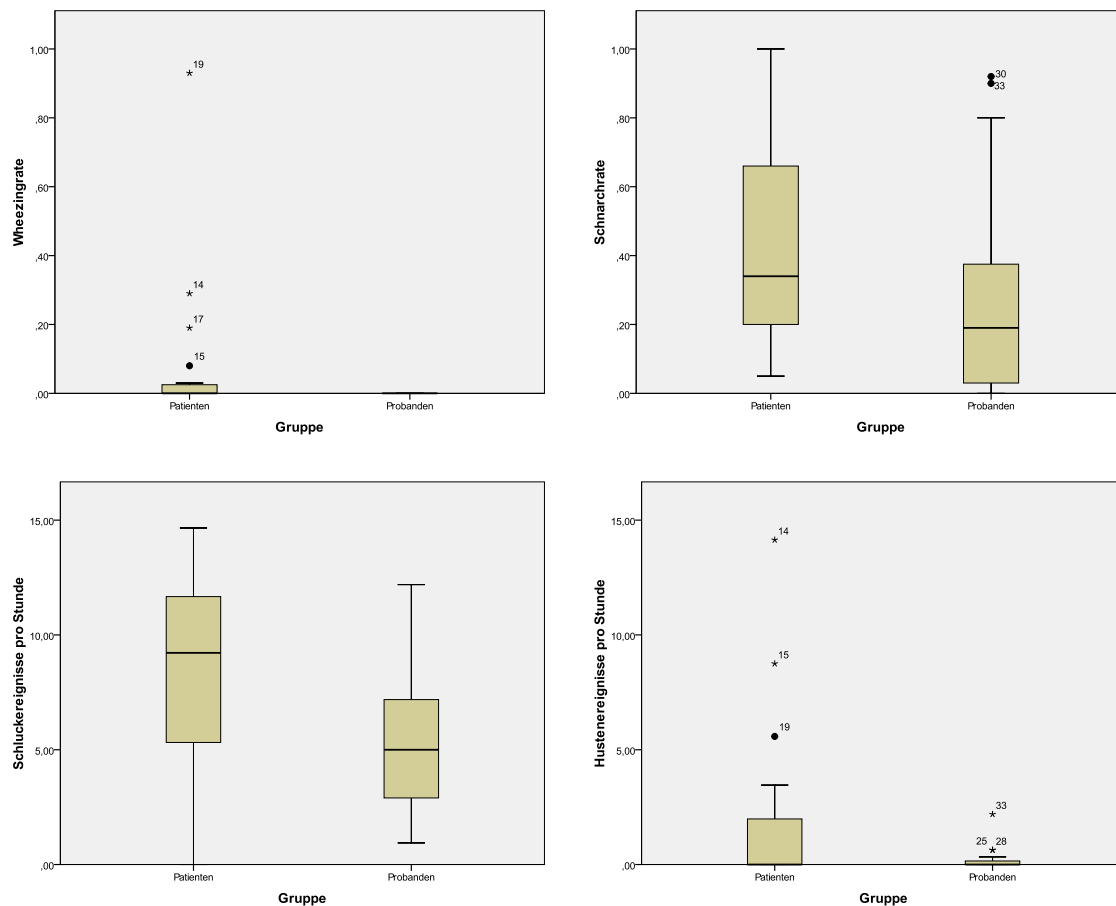 1,00
,80
,60
,40
,20
,00
Wheezingrate
19
14
17
15
Patienten
Probanden
Gruppe
1,00
,80
,60
,40
,20
,00
Schnarchrate
30
33
Patienten
Probanden
Gruppe
15,00
10,00
5,00
,00
Schluckereignisse pro Stunde
Patienten
Probanden
Gruppe
15,00
10,00
5,00
,00
Hustenereignisse pro Stunde
14
15
19
33
25 28
Patienten
Probanden
Gruppe